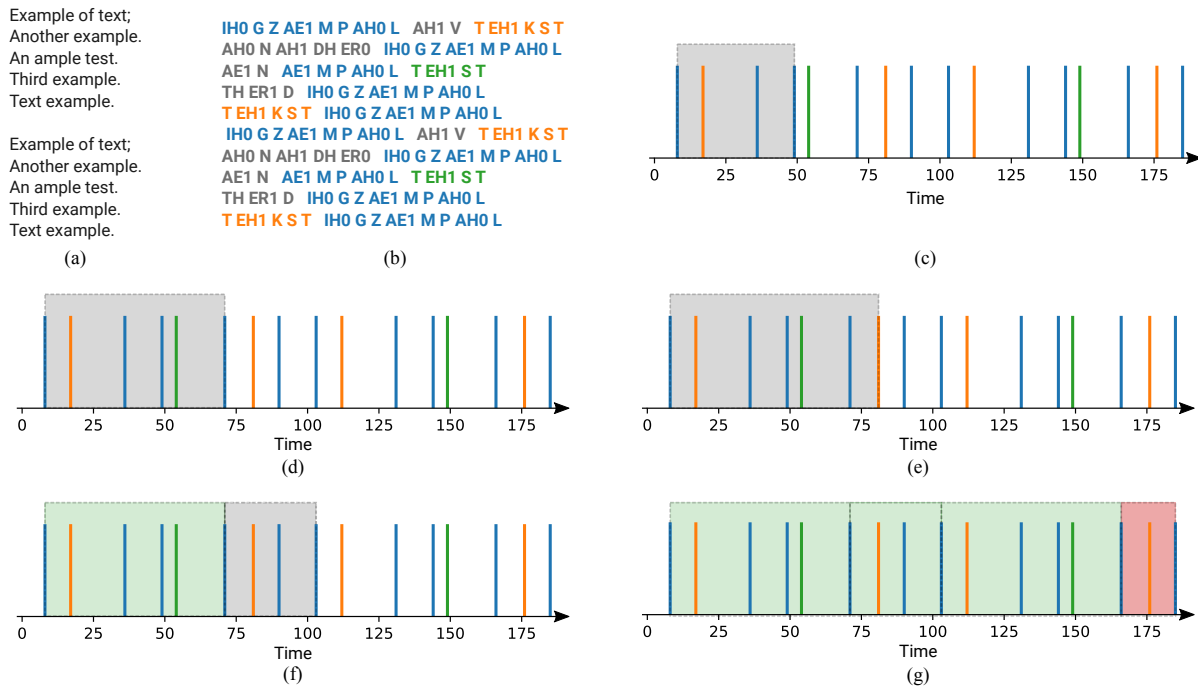 Example of text;
Another example.
An ample test.
Third example.
Text example.
Example of text;
Another example.
An ample test.
Third example.
Text example.
(a)
IH0 G Z AE1 M P AH0 L AH1 V T EH1 K S T
AH0 N AH1 DH ER0 IH0 G Z AE1 M P AH0 L
AE1 N AE1 M P AH0 L T EH1 S T
TH ER1 D IH0 G Z AE1 M P AH0 L
T EH1 K S T IH0 G Z AE1 M P AH0 L
IH0 G Z AE1 M P AH0 L AH1 V T EH1 K S T
AH0 N AH1 DH ER0 IH0 G Z AE1 M P AH0 L
AE1 N AE1 M P AH0 L T EH1 S T
TH ER1 D IH0 G Z AE1 M P AH0 L
T EH1 K S T IH0 G Z AE1 M P AH0 L
(b)
0 25 50 75 100 125 150 175
Time
(c)
0 25 50 75 100 125 150 175
Time
(d)
0 25 50 75 100 125 150 175
Time
(e)
0 25 50 75 100 125 150 175
Time
(f)
0 25 50 75 100 125 150 175
Time
(g)